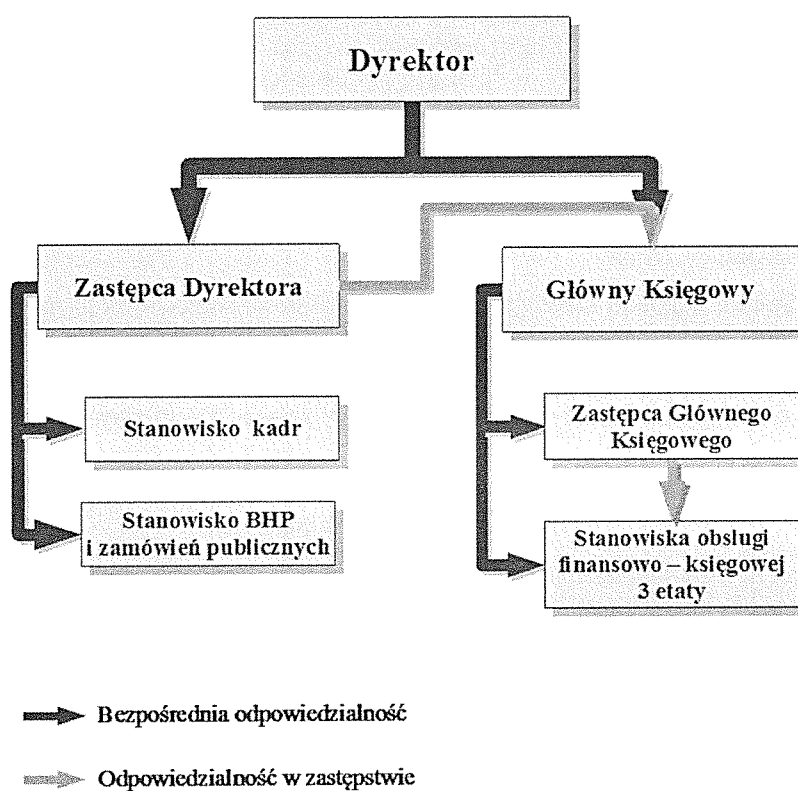 Dyrektor
Zastępca Dyrektora
Główny Księgowy
Stanowisko kadr
Zastępca Głównego
Księgowego
Stanowisko BHP
i zamówień publicznych
Stanowiska obsługi
finansowo – księgowej
3 etaty
Bezpośrednia odpowiedzialność
Odpowiedzialność w zastępstwie